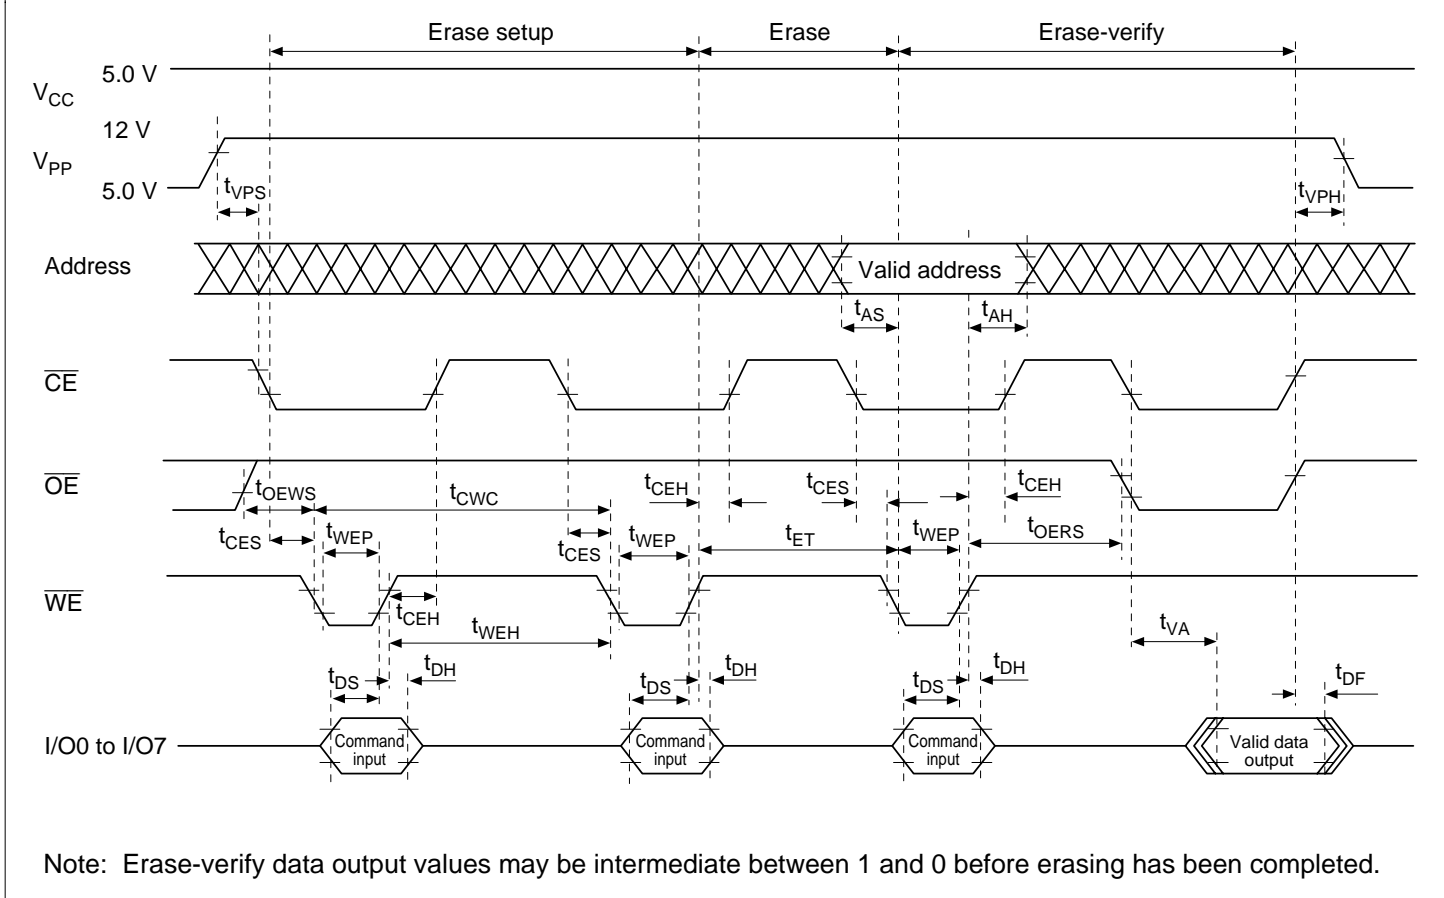 Erase setup Erase Erase-verify
5.0 V
VCC
12 V
VPP
5.0 V
tVPS tVPH
Address Valid address
tAS tAH
CE
OE
tOEWS tCWC tCEH tCES tCEH
tCES tWEP tCES tWEP tET tWEP tOERS
WE
tCEH tWEH tVA
tDS tDH tDS tDH tDS tDH tDF
I/O0 to I/O7
Command
input
Command
input
Command
input
Valid data
output
Note: Erase-verify data output values may be intermediate between 1 and 0 before erasing has been completed.